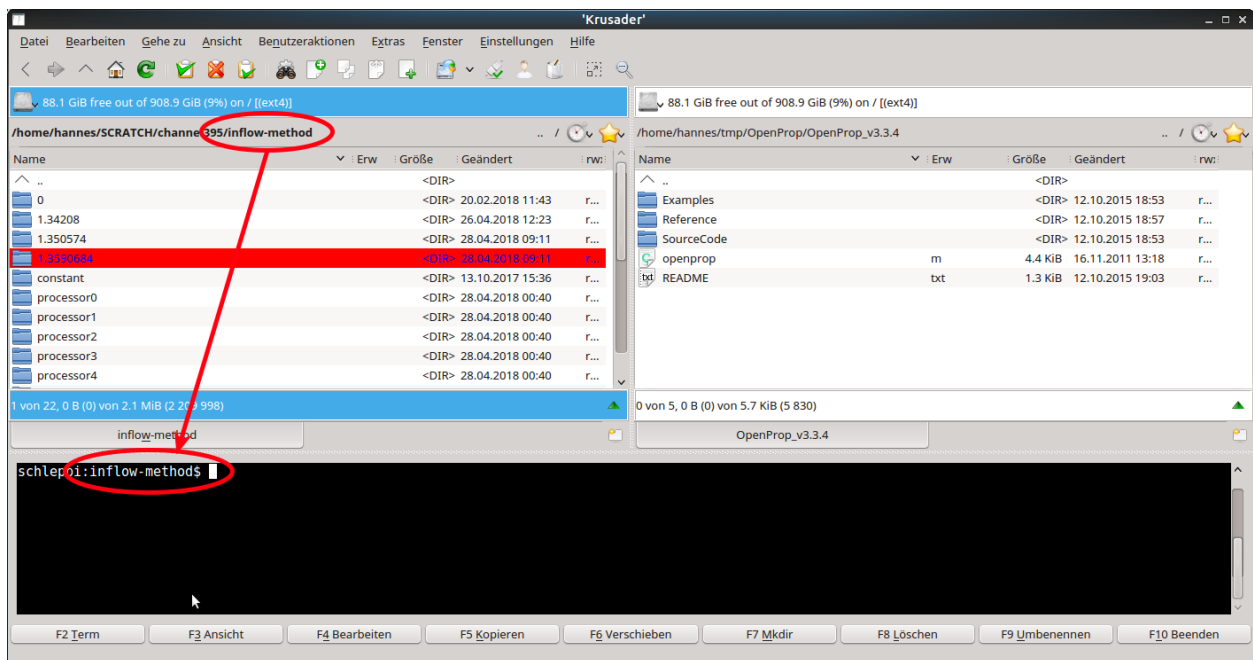 'Krusader'
Datei Bearbeiten Gehe zu Ansicht Benutzeraktionen Extras Fenster Einstellungen Hilfe
88.1 GiB free out of 908.9 GiB (9%) on / [(ext4)]
/home/hannes/SCRATCH/channel395/inflow-method .. /
Name Erw Größe Geändert rwx
.. <DIR>
0 <DIR> 20.02.2018 11:43 r...
1.34208 <DIR> 26.04.2018 12:23 r...
1.350574 <DIR> 28.04.2018 09:11 r...
1.3590684 <DIR> 28.04.2018 09:11 r...
constant <DIR> 13.10.2017 15:36 r...
processor0 <DIR> 28.04.2018 00:40 r...
processor1 <DIR> 28.04.2018 00:40 r...
processor2 <DIR> 28.04.2018 00:40 r...
processor3 <DIR> 28.04.2018 00:40 r...
processor4 <DIR> 28.04.2018 00:40 r...
1 von 22, 0 B (0) von 2.1 MiB (2 209 998)
inflow-method
88.1 GiB free out of 908.9 GiB (9%) on / [(ext4)]
/home/hannes/tmp/OpenProp/OpenProp_v3.3.4 .. /
Name Erw Größe Geändert rwx
.. <DIR>
Examples <DIR> 12.10.2015 18:53 r...
Reference <DIR> 12.10.2015 18:57 r...
SourceCode <DIR> 12.10.2015 18:53 r...
openprop m 4.4 KiB 16.11.2011 13:18 r...
README txt 1.3 KiB 12.10.2015 19:03 r...
0 von 5, 0 B (0) von 5.7 KiB (5 830)
OpenProp_v3.3.4
schleppi:inflow-method$
F2 Term F3 Ansicht F4 Bearbeiten F5 Kopieren F6 Verschieben F7 Mkdir F8 Löschen F9 Umbenennen F10 Beenden